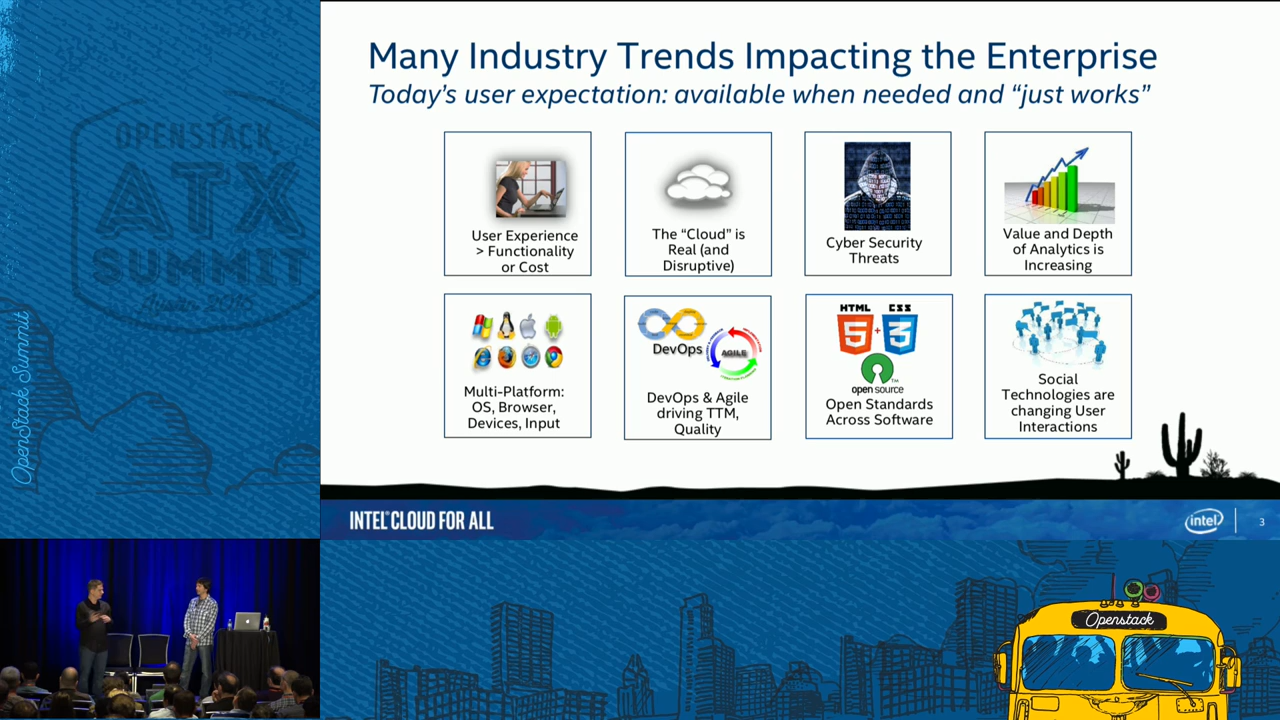 OPENSTACK
ATX
SUMMIT
Austin, 2016
OpenStack Summit
Many Industry Trends Impacting the Enterprise
Today's user expectation: available when needed and “just works”
User Experience
> Functionality
or Cost
The “Cloud” is
Real (and
Disruptive)
Cyber Security
Threats
Value and Depth
of Analytics is
Increasing
Multi-Platform:
OS, Browser,
Devices, Input
DevOps
AGILE
DevOps & Agile
driving TTM,
Quality
HTML CSS
5 + 3
open source
TM
Open Standards
Across Software
Social
Technologies are
changing User
Interactions
INTEL® CLOUD FOR ALL
intel
3
Openstack